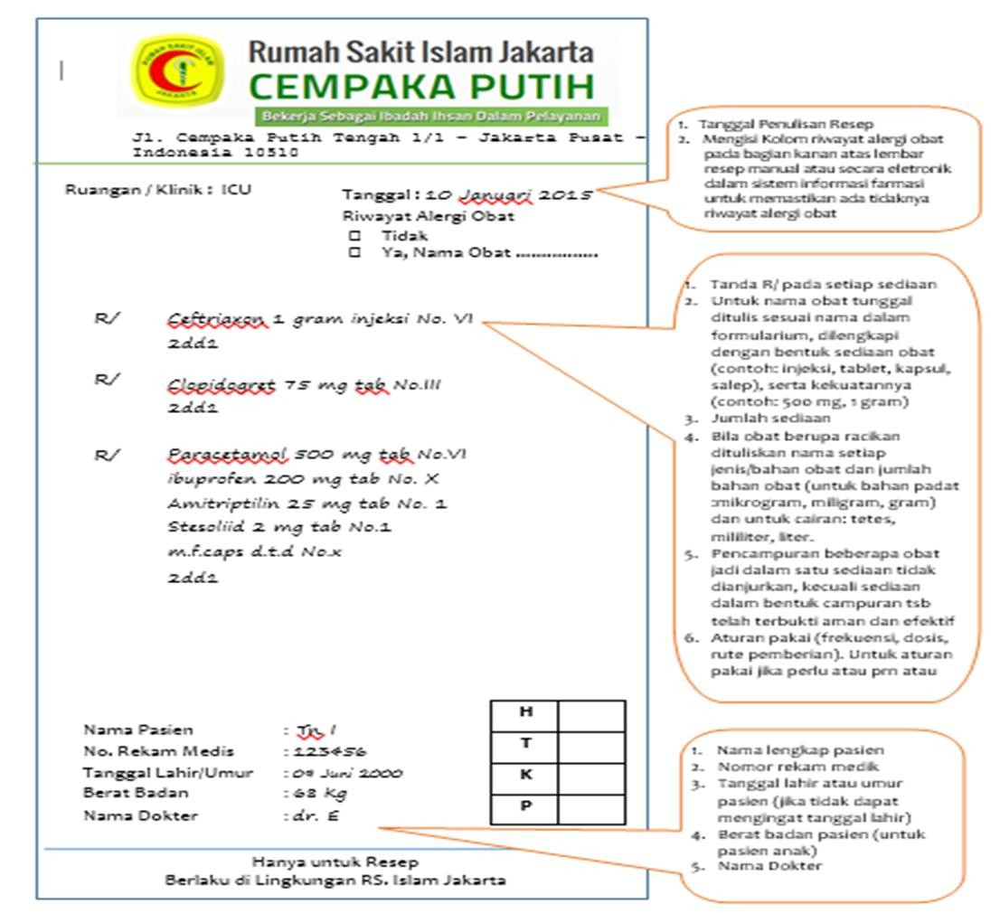 RUMAH SAKIT ISLAM
JAKARTA
Rumah Sakit Islam Jakarta
CEMPAKA PUTIH
Bekerja Sebagai Ibadah Ihsan Dalam Pelayanan
Jl. Cempaka Putih Tengah 1/1 – Jakarta Pusat –
Indonesia 10510
Ruangan / Klinik : ICU
Tanggal : 10 Januari 2015
Riwayat Alergi Obat
☐ Tidak
☐ Ya, Nama Obat ................
R/ Ceftriaxon 1 gram injeksi No. VI
2dd1
R/ Clopidogret 75 mg tab No.III
2dd1
R/ Paracetamol 500 mg tab No.VI
ibuprofen 200 mg tab No. X
Amitriptilin 25 mg tab No. 1
Stesoliid 2 mg tab No.1
m.f.caps d.t.d No.x
2dd1
Nama Pasien : Tn. I
No. Rekam Medis : 123456
Tanggal Lahir/Umur : 09 Juni 2000
Berat Badan : 68 Kg
Nama Dokter : dr. E
H
T
K
P
Hanya untuk Resep
Berlaku di Lingkungan RS. Islam Jakarta
1. Tanggal Penulisan Resep
2. Mengisi Kolom riwayat alergi obat
pada bagian kanan atas lembar
resep manual atau secara eletronik
dalam sistem informasi farmasi
untuk memastikan ada tidaknya
riwayat alergi obat
1. Tanda R/ pada setiap sediaan
2. Untuk nama obat tunggal
ditulis sesuai nama dalam
formularium, dilengkapi
dengan bentuk sediaan obat
(contoh: injeksi, tablet, kapsul,
salep), serta kekuatannya
(contoh: 500 mg, 1 gram)
3. Jumlah sediaan
4. Bila obat berupa racikan
dituliskan nama setiap
jenis/bahan obat dan jumlah
bahan obat (untuk bahan padat
:mikrogram, miligram, gram)
dan untuk cairan: tetes,
mililiter, liter.
5. Pencampuran beberapa obat
jadi dalam satu sediaan tidak
dianjurkan, kecuali sediaan
dalam bentuk campuran tsb
telah terbukti aman dan efektif
6. Aturan pakai (frekuensi, dosis,
rute pemberian). Untuk aturan
pakai jika perlu atau prn atau
1. Nama lengkap pasien
2. Nomor rekam medik
3. Tanggal lahir atau umur
pasien (jika tidak dapat
mengingat tanggal lahir)
4. Berat badan pasien (untuk
pasien anak)
5. Nama Dokter